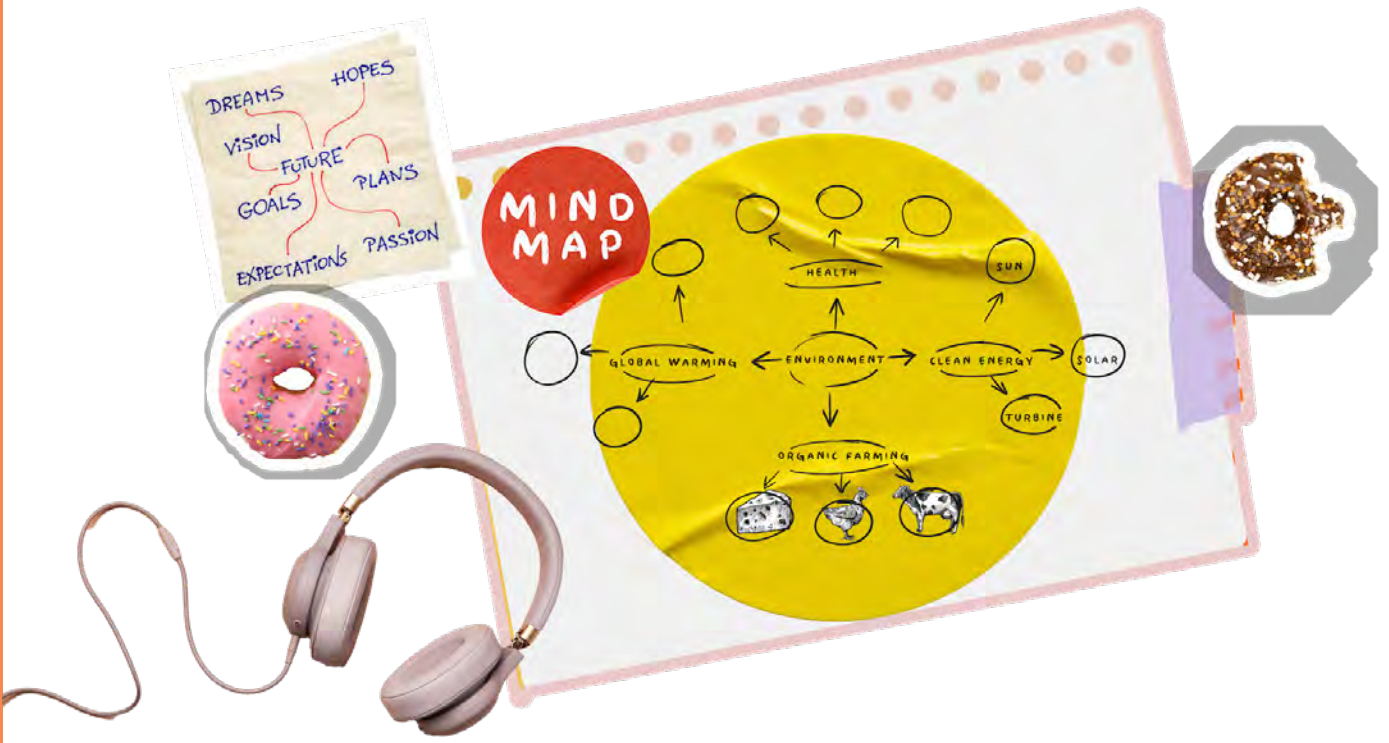 HOPES
DREAMS
ViSiON
FUTURE
PLANS
GOALS
PASSION
EXPECTATIONS
MIND
MAP
HEALTH
SUN
GLOBAL WARMING
ENVIRONMENT
CLEAN ENERGY
SOLAR
TURBINE
ORGANIC FARMING